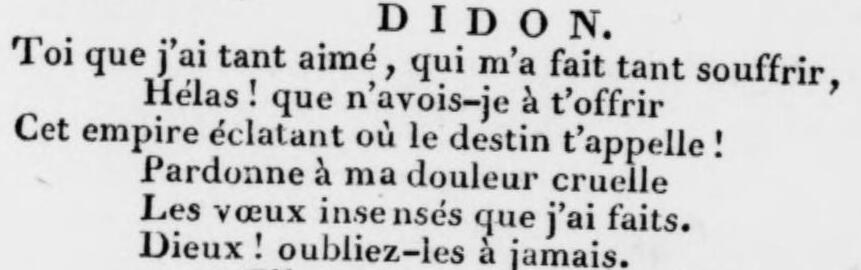 DIDON.
Toi que j'ai tant aimé, qui m'a fait tant souffrir,
Hélas ! que n'avois-je à t'offrir
Cet empire éclatant où le destin t'appelle !
Pardonne à ma douleur cruelle
Les vœux insensés que j'ai faits.
Dieux ! oubliez-les à jamais.